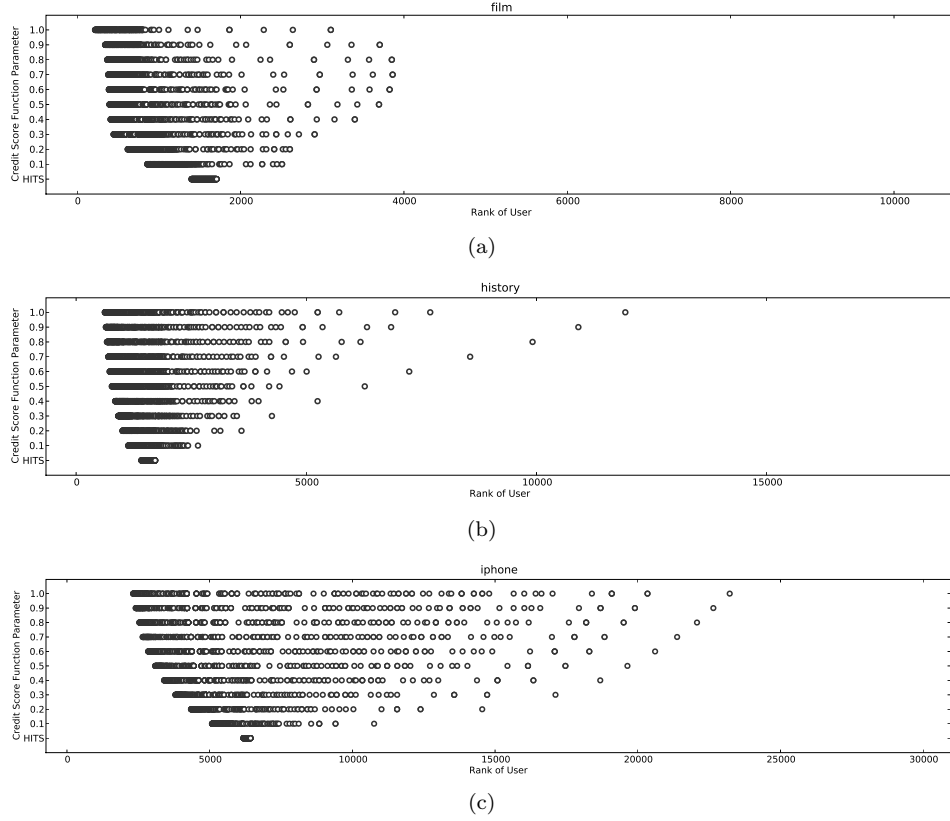 film
Credit Score Function Parameter
1.0
0.9
0.8
0.7
0.6
0.5
0.4
0.3
0.2
0.1
HITS
0 2000 4000 6000 8000 10000
Rank of User
(a)
history
Credit Score Function Parameter
1.0
0.9
0.8
0.7
0.6
0.5
0.4
0.3
0.2
0.1
HITS
0 5000 10000 15000
Rank of User
(b)
iphone
Credit Score Function Parameter
1.0
0.9
0.8
0.7
0.6
0.5
0.4
0.3
0.2
0.1
HITS
0 5000 10000 15000 20000 25000 30000
Rank of User
(c)